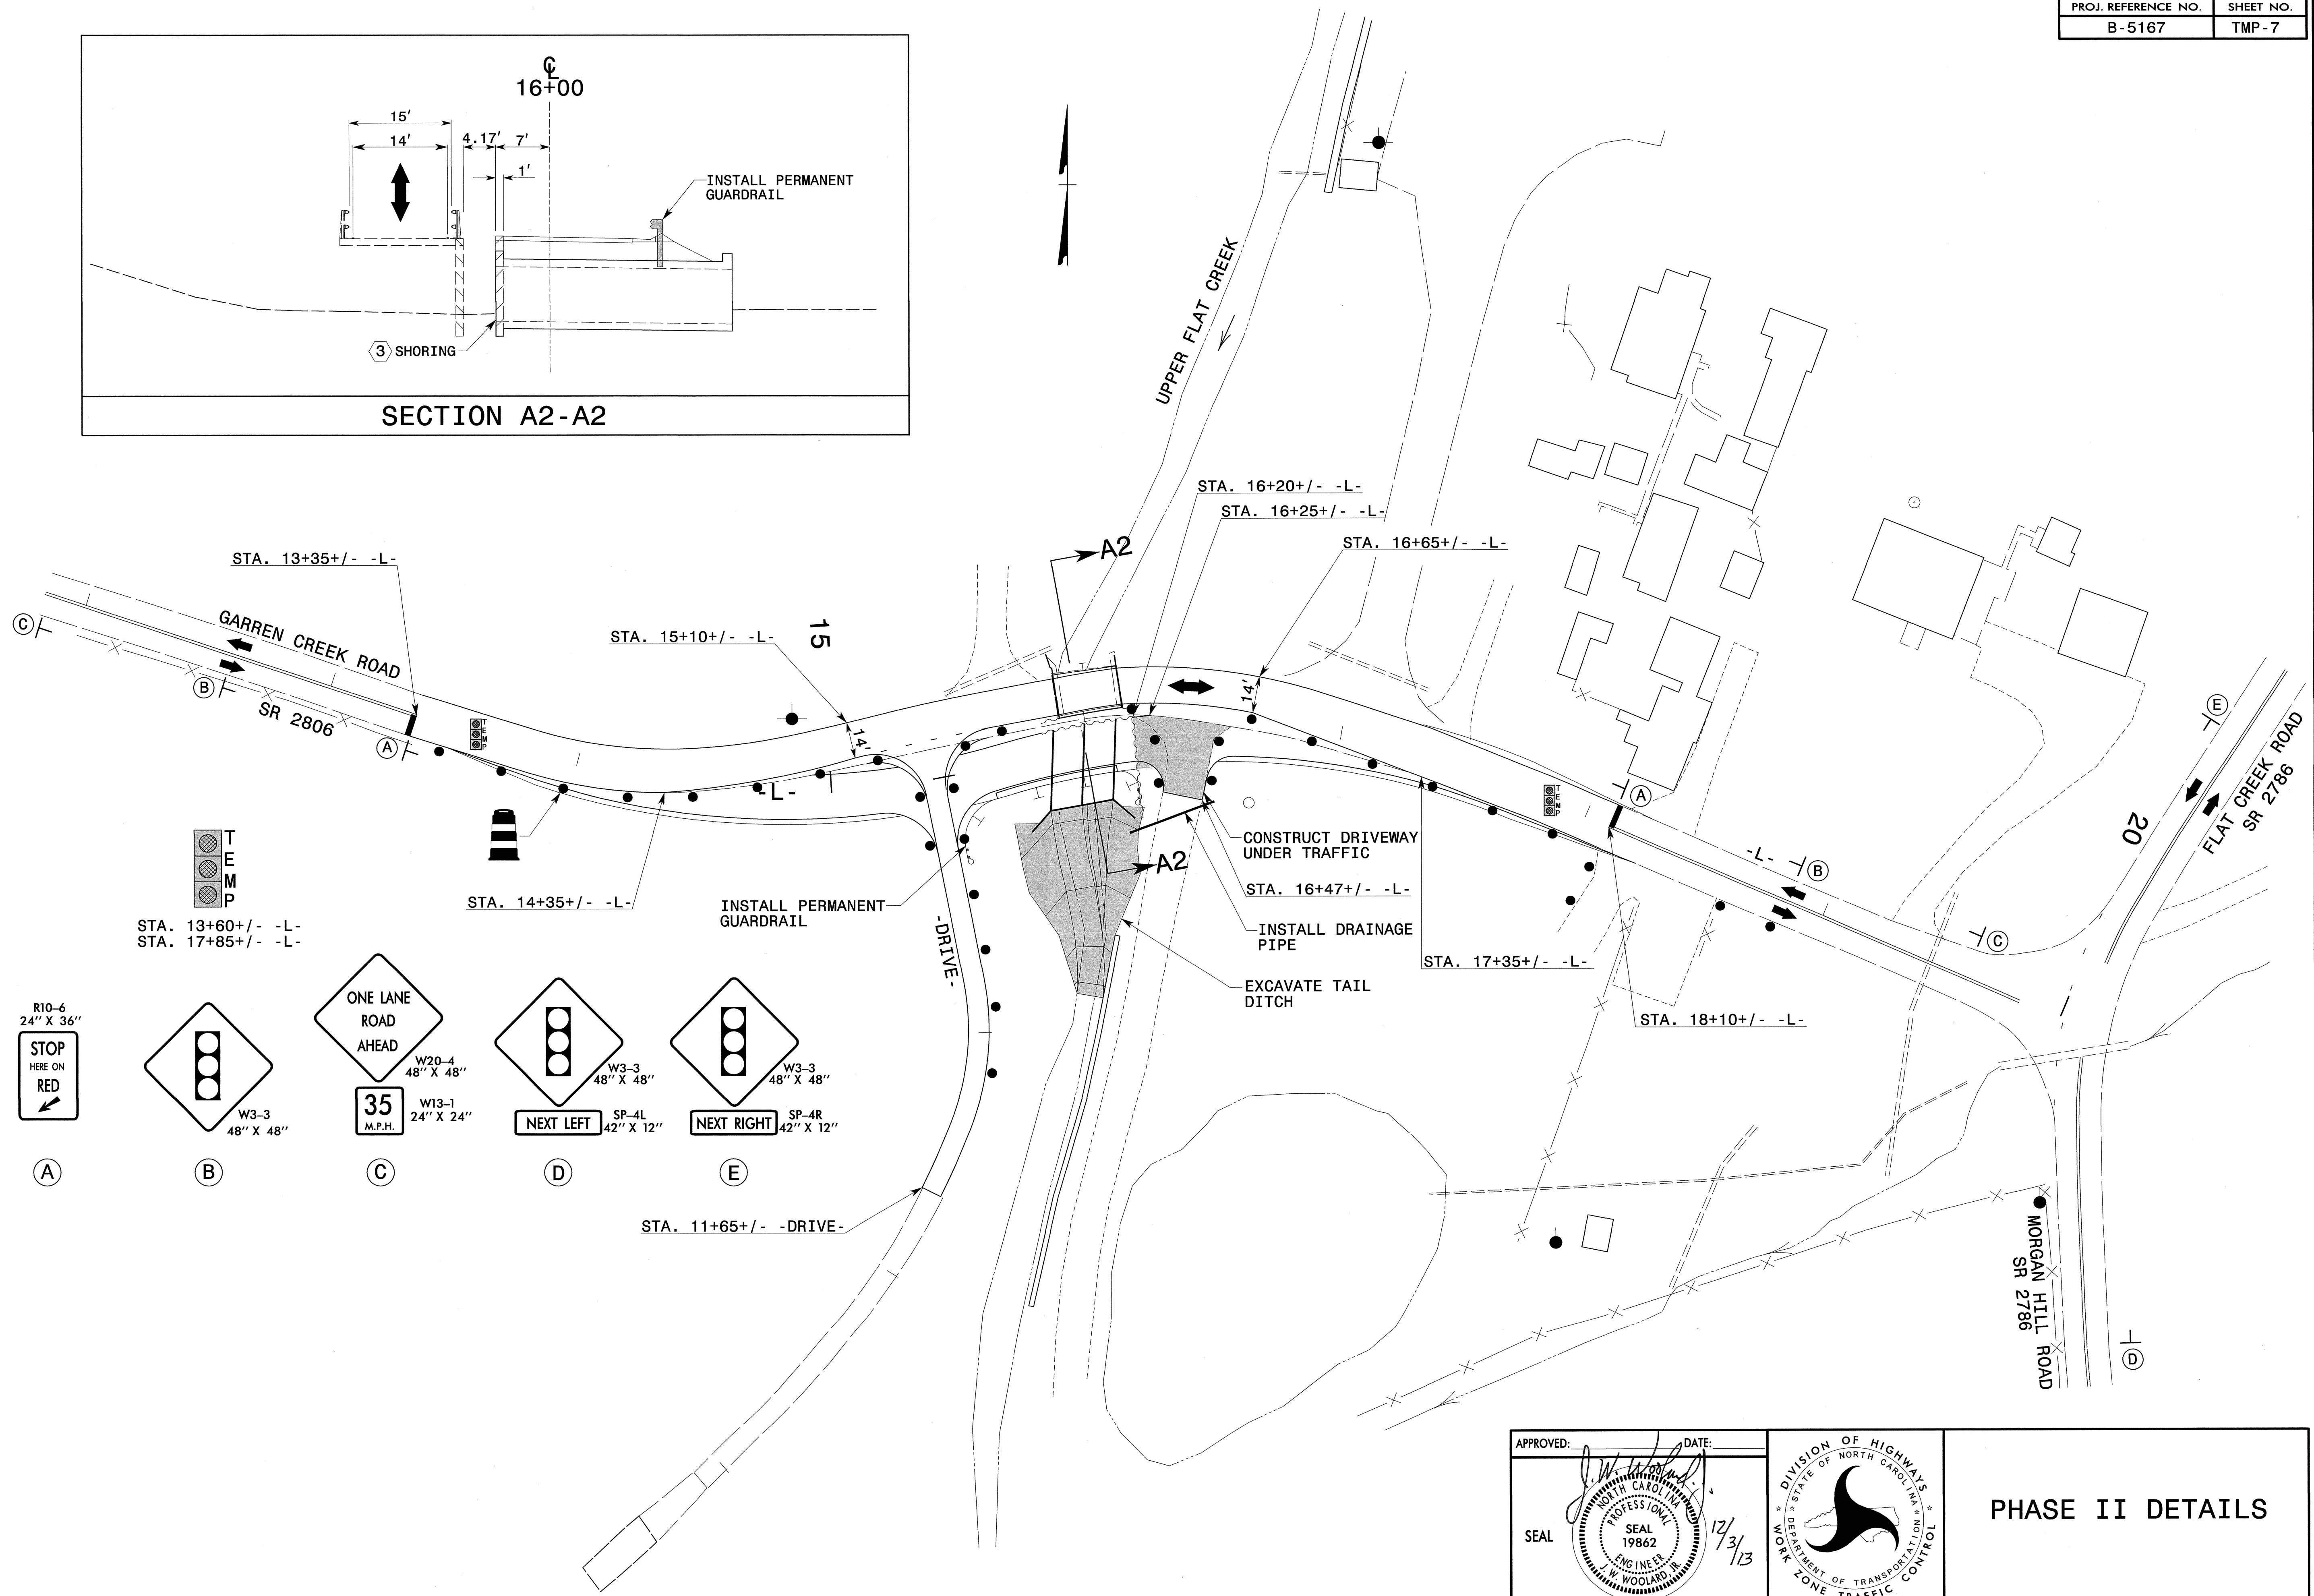 PROJ. REFERENCE NO.
SHEET NO.
B-5167
TMP-7
℄
16+00
15'
14'
4.17'
7'
1'
INSTALL PERMANENT
GUARDRAIL
3 SHORING
SECTION A2-A2
UPPER FLAT CREEK
STA. 16+20+/- -L-
STA. 16+25+/- -L-
STA. 16+65+/- -L-
A2
STA. 13+35+/- -L-
C
GARREN CREEK ROAD
B
SR 2806
A
T
E
M
P
STA. 15+10+/- -L-
15
14'
14'
-L-
T
E
M
P
A
E
FLAT CREEK ROAD
SR 2786
20
-L-
B
C
CONSTRUCT DRIVEWAY
UNDER TRAFFIC
A2
STA. 16+47+/- -L-
T
E
M
P
STA. 13+60+/- -L-
STA. 17+85+/- -L-
STA. 14+35+/- -L-
INSTALL PERMANENT
GUARDRAIL
-DRIVE-
INSTALL DRAINAGE
PIPE
STA. 17+35+/- -L-
EXCAVATE TAIL
DITCH
STA. 18+10+/- -L-
R10-6
24" X 36"
STOP
HERE ON
RED
A
W3-3
48" X 48"
B
ONE LANE
ROAD
AHEAD
W20-4
48" X 48"
35
M.P.H.
W13-1
24" X 24"
C
W3-3
48" X 48"
NEXT LEFT
SP-4L
42" X 12"
D
W3-3
48" X 48"
NEXT RIGHT
SP-4R
42" X 12"
E
STA. 11+65+/- -DRIVE-
MORGAN HILL ROAD
SR 2786
D
APPROVED:
DATE:
J.W. Woolard, Jr.
SEAL
NORTH CAROLINA
PROFESSIONAL
SEAL
19862
ENGINEER
J. W. WOOLARD, JR.
12/3/13
DIVISION OF HIGHWAYS
STATE OF NORTH CAROLINA
DEPARTMENT OF TRANSPORTATION
WORK ZONE TRAFFIC CONTROL
PHASE II DETAILS